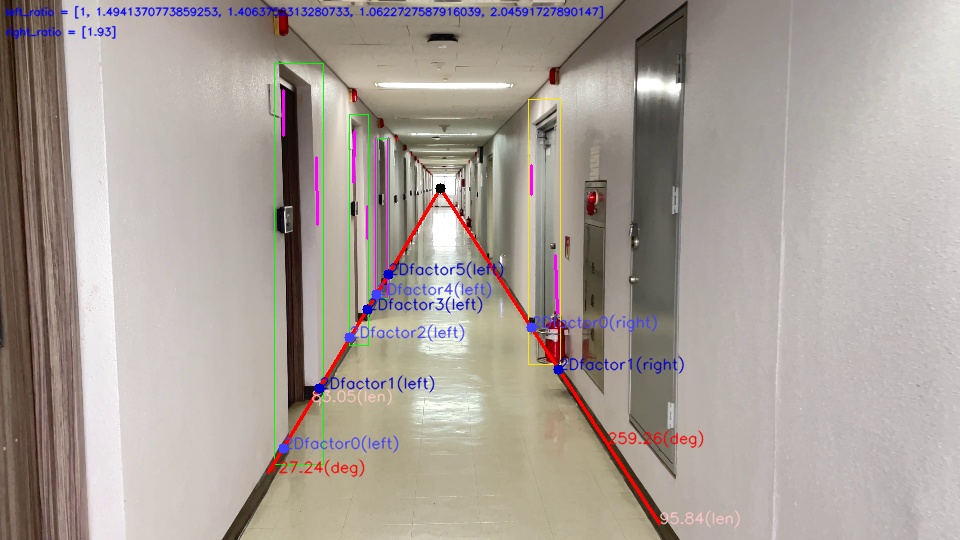 left_ratio = [1, 1.4941370773859253, 1.4063752313280733, 1.0622727587916039, 2.04591727890147]
right_ratio = [1.93]
2Dfactor5(left)
2Dfactor4(left)
2Dfactor3(left)
2Dfactor0(right)
2Dfactor2(left)
2Dfactor1(right)
2Dfactor1(left)
83.05(len)
259.26(deg)
2Dfactor0(left)
27.24(deg)
95.84(len)